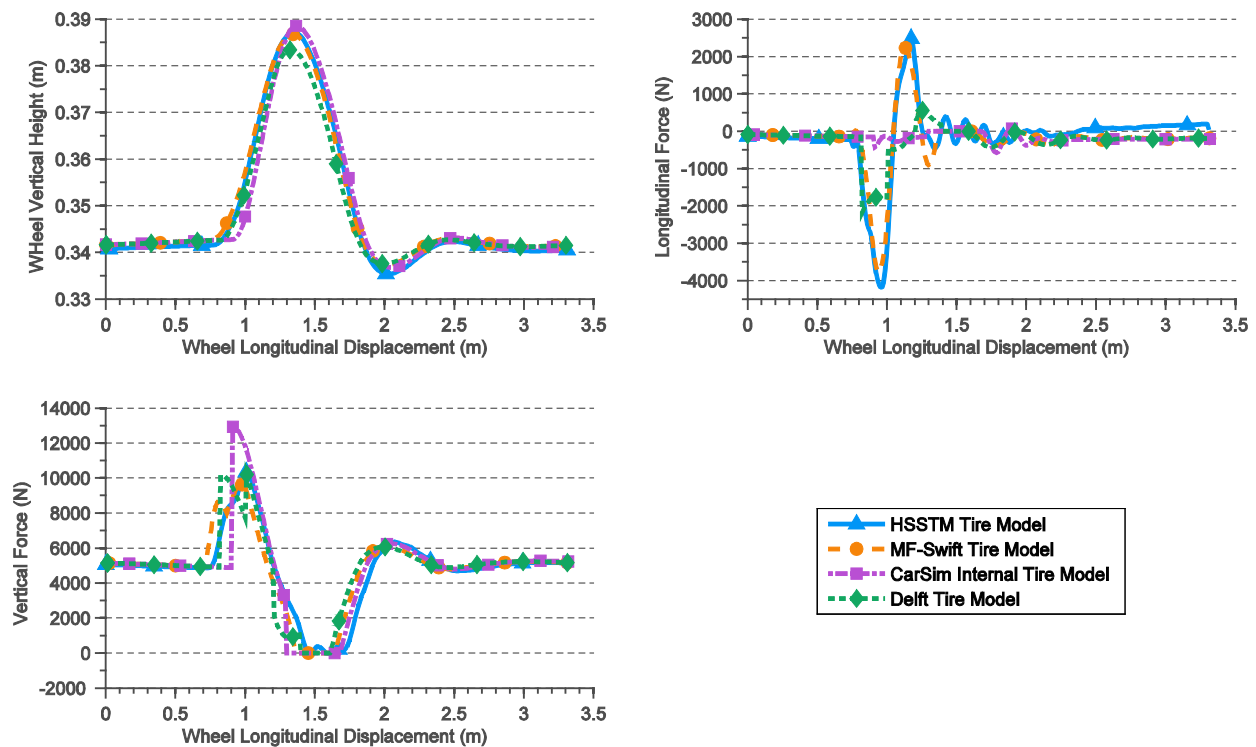 0.39
0.38
0.37
0.36
0.35
0.34
0.33
WHeel Vertical Height (m)
0 0.5 1 1.5 2 2.5 3 3.5
Wheel Longitudinal Displacement (m)
3000
2000
1000
0
-1000
-2000
-3000
-4000
Longitudinal Force (N)
0 0.5 1 1.5 2 2.5 3 3.5
Wheel Longitudinal Displacement (m)
14000
12000
10000
8000
6000
4000
2000
0
-2000
Vertical Force (N)
0 0.5 1 1.5 2 2.5 3 3.5
Wheel Longitudinal Displacement (m)
HSSTM Tire Model
MF-Swift Tire Model
CarSim Internal Tire Model
Delft Tire Model